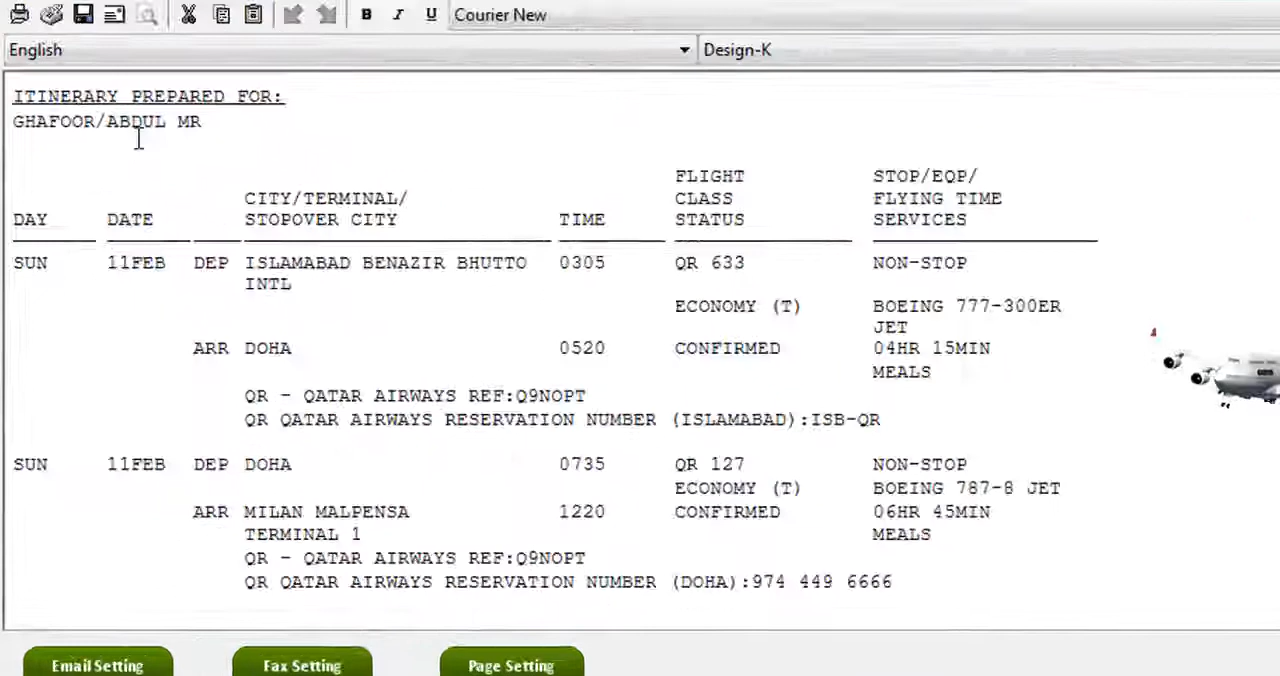 B I U Courier New
English Design-K
ITINERARY PREPARED FOR:
GHAFOOR/ABDUL MR
FLIGHT STOP/EQP/
CITY/TERMINAL/ CLASS FLYING TIME
DAY DATE STOPOVER CITY TIME STATUS SERVICES
SUN 11FEB DEP ISLAMABAD BENAZIR BHUTTO 0305 QR 633 NON-STOP
INTL
ECONOMY (T) BOEING 777-300ER
JET
ARR DOHA 0520 CONFIRMED 04HR 15MIN
MEALS
QR - QATAR AIRWAYS REF:Q9NOPT
QR QATAR AIRWAYS RESERVATION NUMBER (ISLAMABAD):ISB-QR
SUN 11FEB DEP DOHA 0735 QR 127 NON-STOP
ECONOMY (T) BOEING 787-8 JET
ARR MILAN MALPENSA 1220 CONFIRMED 06HR 45MIN
TERMINAL 1 MEALS
QR - QATAR AIRWAYS REF:Q9NOPT
QR QATAR AIRWAYS RESERVATION NUMBER (DOHA):974 449 6666
Email Setting Fax Setting Page Setting